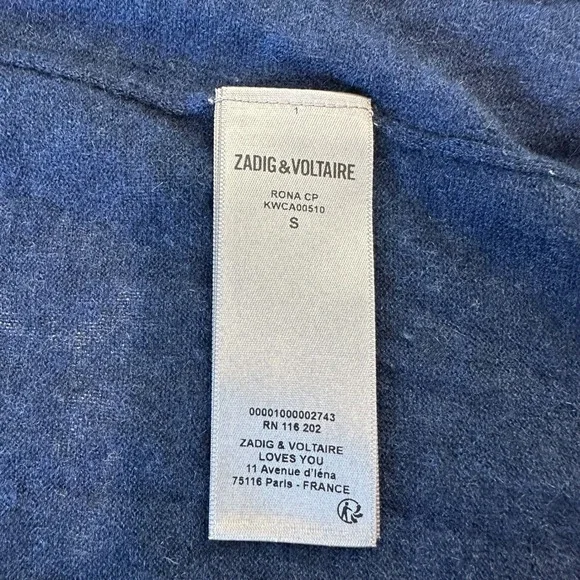 1
ZADIG & VOLTAIRE
RONA CP
KWCA00510
S
00001000002743
RN 116 202
ZADIG & VOLTAIRE
LOVES YOU
11 Avenue d'Iéna
75116 Paris - FRANCE